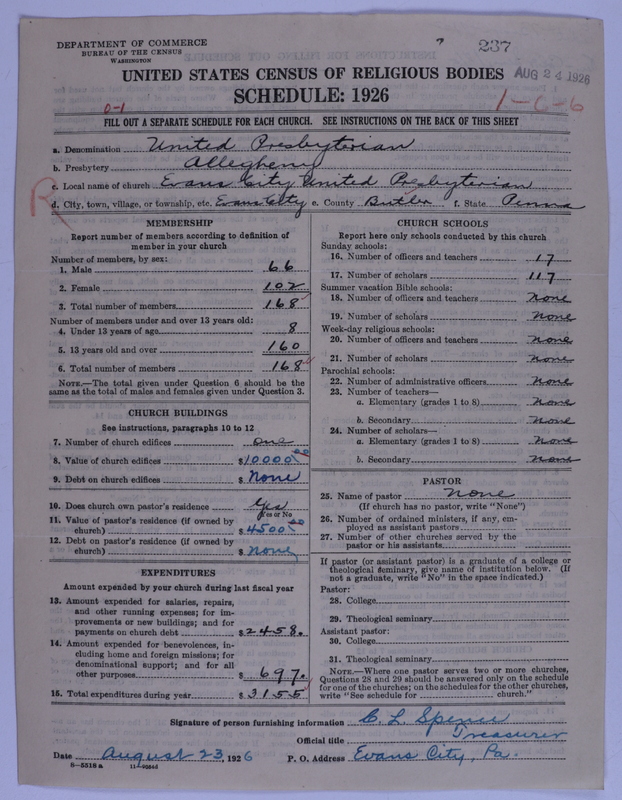 DEPARTMENT OF COMMERCE
BUREAU OF THE CENSUS
WASHINGTON
237
AUG 24 1926
UNITED STATES CENSUS OF RELIGIOUS BODIES
SCHEDULE: 1926
0-1
1-6-6
FILL OUT A SEPARATE SCHEDULE FOR EACH CHURCH. SEE INSTRUCTIONS ON THE BACK OF THIS SHEET
a. Denomination United Presbyterian
b. Presbytery Allegheny
c. Local name of church Evans City United Presbyterian
R
d. City, town, village, or township, etc. Evans City e. County Butler f. State Penna
MEMBERSHIP
Report number of members according to definition of
member in your church
Number of members, by sex:
1. Male 66
2. Female 102
3. Total number of members 168
Number of members under and over 13 years old:
4. Under 13 years of age 8
5. 13 years old and over 160
6. Total number of members 168
NOTE.—The total given under Question 6 should be the
same as the total of males and females given under Question 3.
CHURCH BUILDINGS
See instructions, paragraphs 10 to 12
7. Number of church edifices one
8. Value of church edifices $10000 00
9. Debt on church edifices $ None
10. Does church own pastor's residence Yes
(Yes or No
11. Value of pastor's residence (if owned by
church) $4500 00
12. Debt on pastor's residence (if owned by
church) $ None
EXPENDITURES
Amount expended by your church during last fiscal year
13. Amount expended for salaries, repairs,
and other running expenses; for im-
provements or new buildings; and for
payments on church debt $2458.
14. Amount expended for benevolences, in-
cluding home and foreign missions; for
denominational support; and for all
other purposes $ 697.
15. Total expenditures during year $3155
CHURCH SCHOOLS
Report here only schools conducted by this church
Sunday schools:
16. Number of officers and teachers 17
17. Number of scholars 117
Summer vacation Bible schools:
18. Number of officers and teachers None
19. Number of scholars None
Week-day religious schools:
20. Number of officers and teachers None
21. Number of scholars None
Parochial schools:
22. Number of administrative officers None
23. Number of teachers—
a. Elementary (grades 1 to 8) None
b. Secondary None
24. Number of scholars—
a. Elementary (grades 1 to 8) None
b. Secondary None
PASTOR
25. Name of pastor None
(If church has no pastor, write "None")
26. Number of ordained ministers, if any, em-
ployed as assistant pastors
27. Number of other churches served by the
pastor or his assistants
If pastor (or assistant pastor) is a graduate of a college or
theological seminary, give name of institution below. (If
not a graduate, write "No" in the space indicated.)
Pastor:
28. College
29. Theological seminary
Assistant pastor:
30. College
31. Theological seminary
NOTE.—Where one pastor serves two or more churches,
Questions 28 and 29 should be answered only on the schedule
for one of the churches; on the schedules for the other churches,
write "See schedule for church."
Signature of person furnishing information C. L. Spence
Official title Treasurer
Date August 23, 1926 P. O. Address Evans City, Pa.
8-5518 a